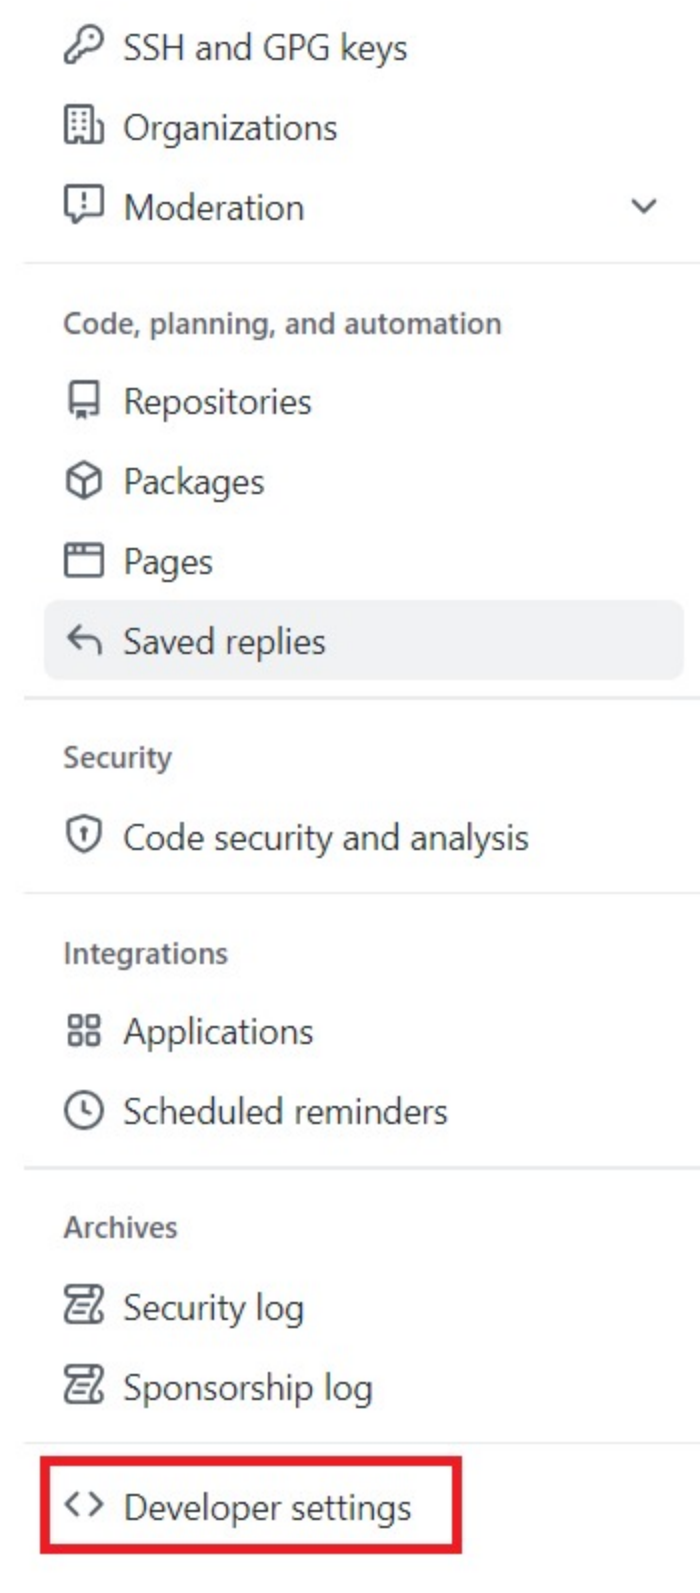 SSH and GPG keys
Organizations
Moderation
Code, planning, and automation
Repositories
Packages
Pages
Saved replies
Security
Code security and analysis
Integrations
Applications
Scheduled reminders
Archives
Security log
Sponsorship log
Developer settings